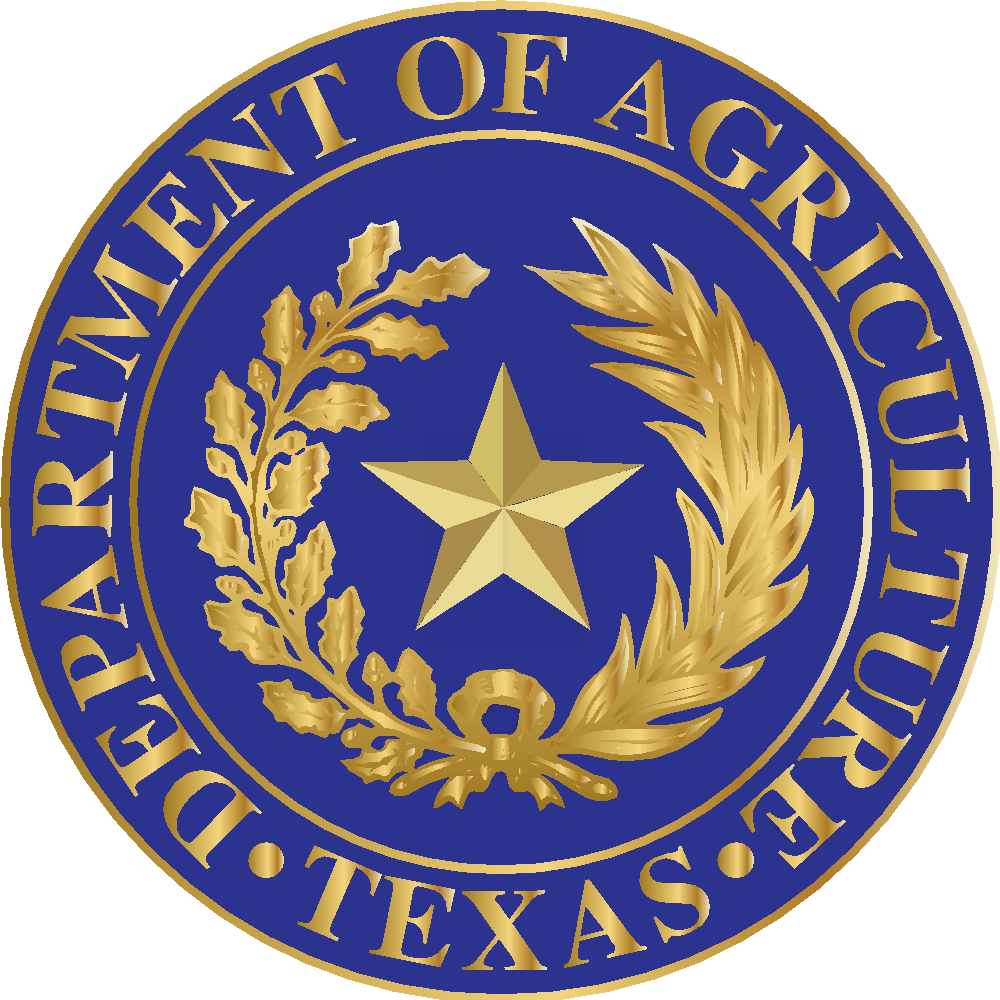 DEPARTMENT OF AGRICULTURE
• TEXAS •